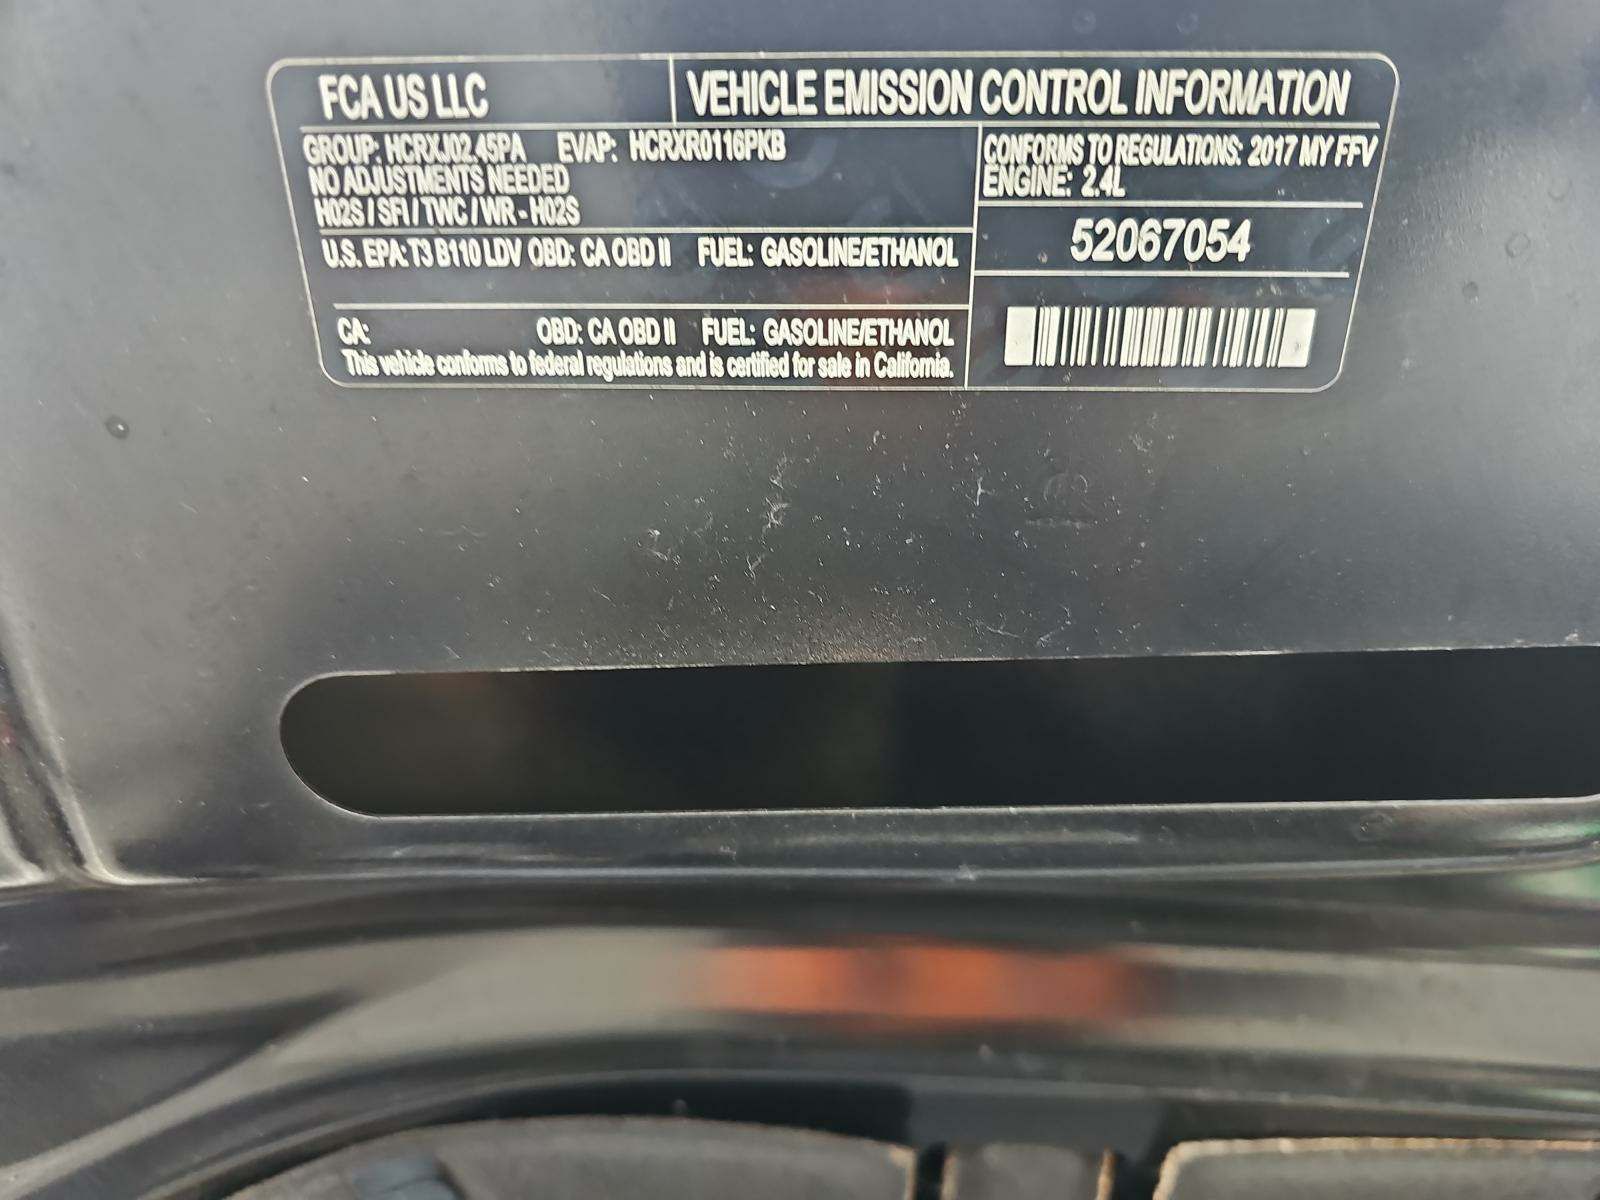 FCA US LLC
VEHICLE EMISSION CONTROL INFORMATION
GROUP: HCRXJ02.45PA EVAP: HCRXR0116PKB
NO ADJUSTMENTS NEEDED
H02S / SFI / TWC / WR - H02S
U.S. EPA: T3 B110 LDV OBD: CA OBD II FUEL: GASOLINE/ETHANOL
CA: OBD: CA OBD II FUEL: GASOLINE/ETHANOL
This vehicle conforms to federal regulations and is certified for sale in California.
CONFORMS TO REGULATIONS: 2017 MY FFV
ENGINE: 2.4L
52067054